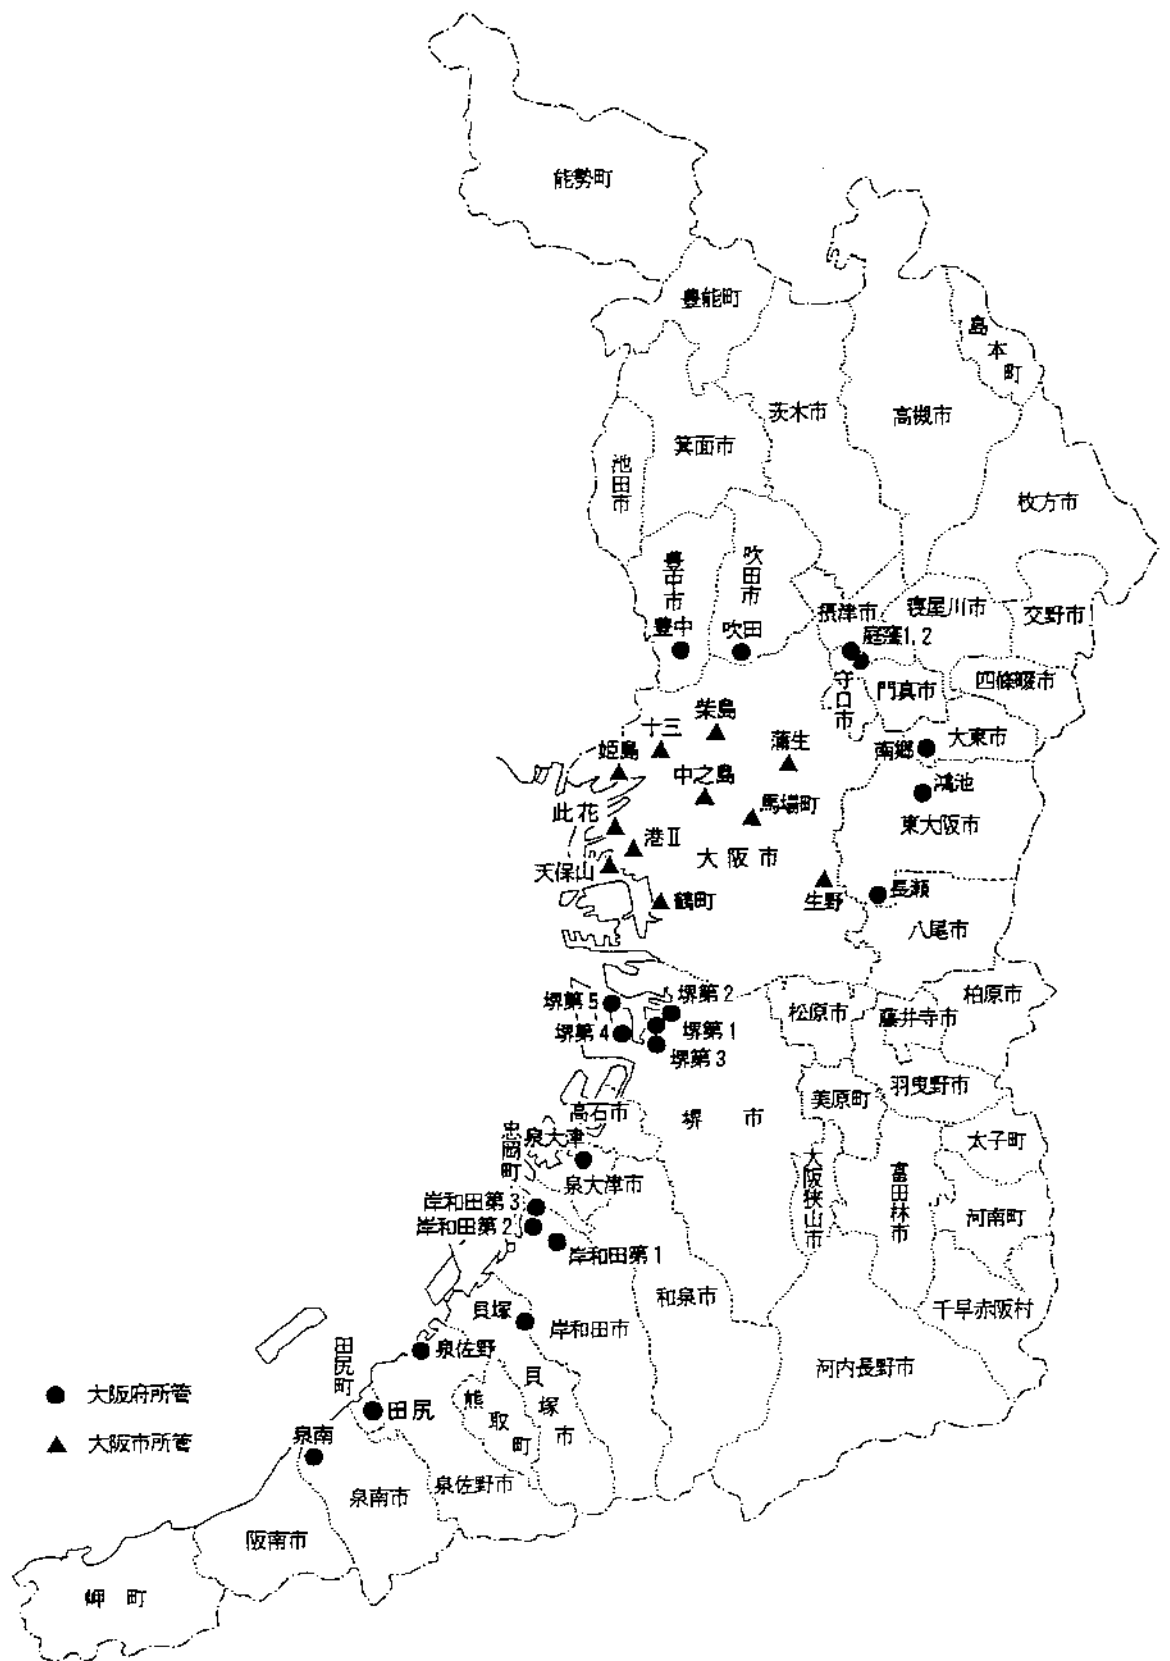 能勢町
豊能町
島本町
茨木市
高槻市
箕面市
池田市
枚方市
豊中市
吹田市
摂津市
寝屋川市
交野市
豊中
吹田
庭窪1,2
守口市
門真市
四條畷市
柴島
十三
姫島
蒲生
南郷
大東市
中之島
鴻池
此花
馬場町
東大阪市
港Ⅱ
大阪市
天保山
鶴町
生野
長瀬
八尾市
堺第5
堺第2
堺第4
堺第1
堺第3
松原市
藤井寺市
柏原市
高石市
堺 市
美原町
羽曳野市
忠岡町
泉大津
泉大津市
大阪狭山市
富田林市
太子町
河南町
岸和田第3
岸和田第2
岸和田第1
和泉市
千早赤阪村
貝塚
岸和田市
田尻町
泉佐野
河内長野市
貝塚市
熊取町
● 大阪府所管
田尻
▲ 大阪市所管
泉南
泉南市
泉佐野市
阪南市
岬 町